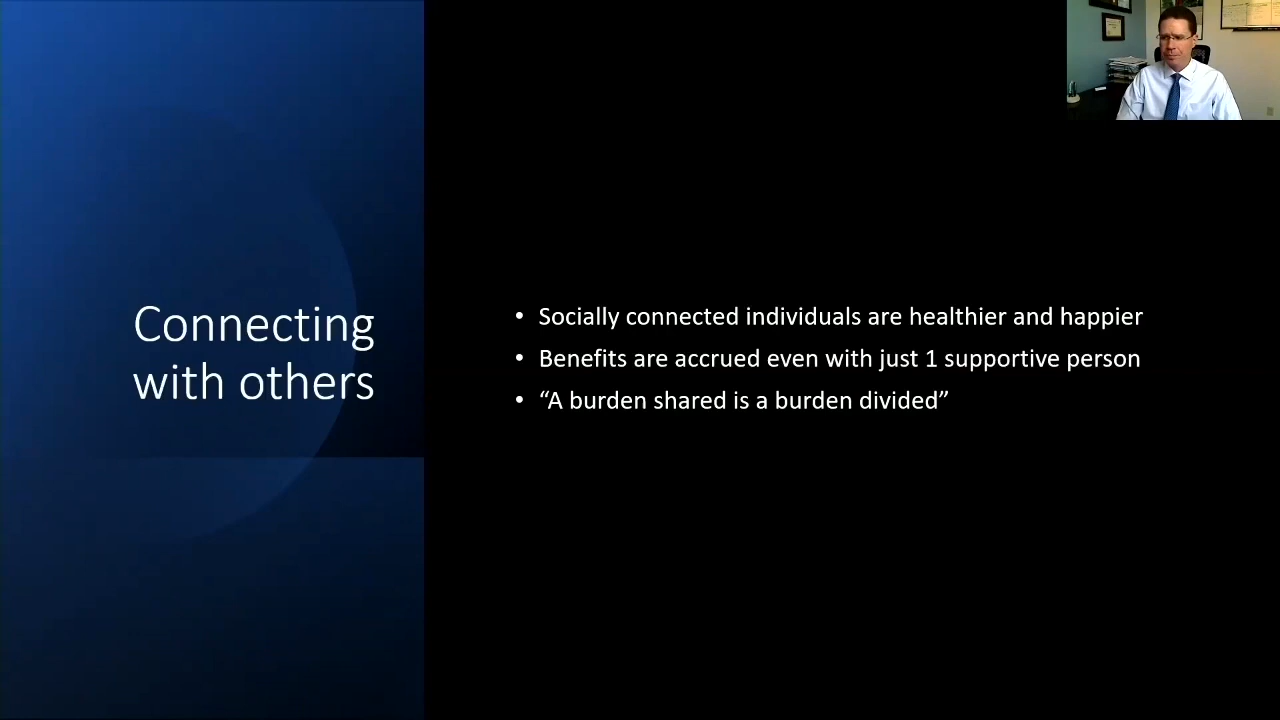 Connecting
with others
• Socially connected individuals are healthier and happier
• Benefits are accrued even with just 1 supportive person
• “A burden shared is a burden divided”